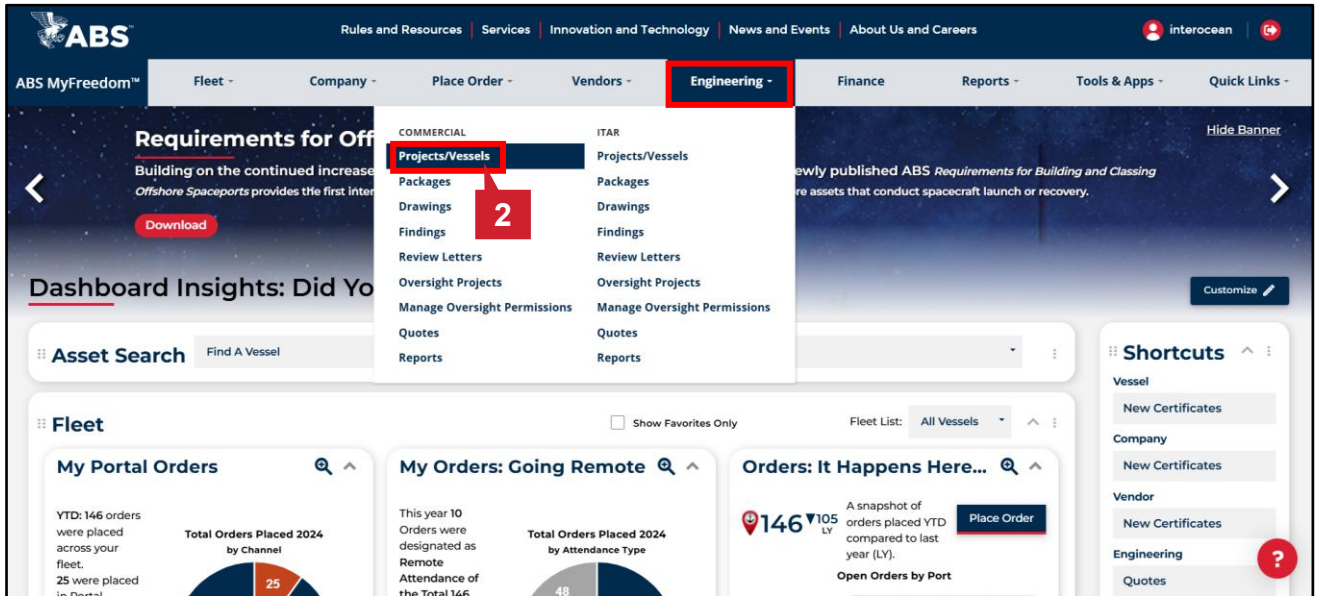 ABS
Rules and Resources | Services | Innovation and Technology | News and Events | About Us and Careers
interocean
ABS MyFreedom™ Fleet Company Place Order Vendors Engineering Finance Reports Tools & Apps Quick Links
Requirements for Off
Hide Banner
Building on the continued increase
ewly published ABS Requirements for Building and Classing
Offshore Spaceports provides the first inter
re assets that conduct spacecraft launch or recovery.
Download
COMMERCIAL
Projects/Vessels
Packages
Drawings
Findings
Review Letters
Oversight Projects
Manage Oversight Permissions
Quotes
Reports
ITAR
Projects/Vessels
Packages
Drawings
Findings
Review Letters
Oversight Projects
Manage Oversight Permissions
Quotes
Reports
2
Dashboard Insights: Did Yo
Customize
Asset Search Find A Vessel
Fleet
Show Favorites Only
Fleet List: All Vessels
My Portal Orders
YTD: 146 orders
were placed
across your
fleet.
25 were placed
in Portal
Total Orders Placed 2024
by Channel
25
My Orders: Going Remote
This year 10
Orders were
designated as
Remote
Attendance of
the Total 146
Total Orders Placed 2024
by Attendance Type
48
Orders: It Happens Here...
146 ▼105
LY
A snapshot of
orders placed YTD
compared to last
year (LY).
Place Order
Open Orders by Port
Shortcuts
Vessel
New Certificates
Company
New Certificates
Vendor
New Certificates
Engineering
Quotes
?